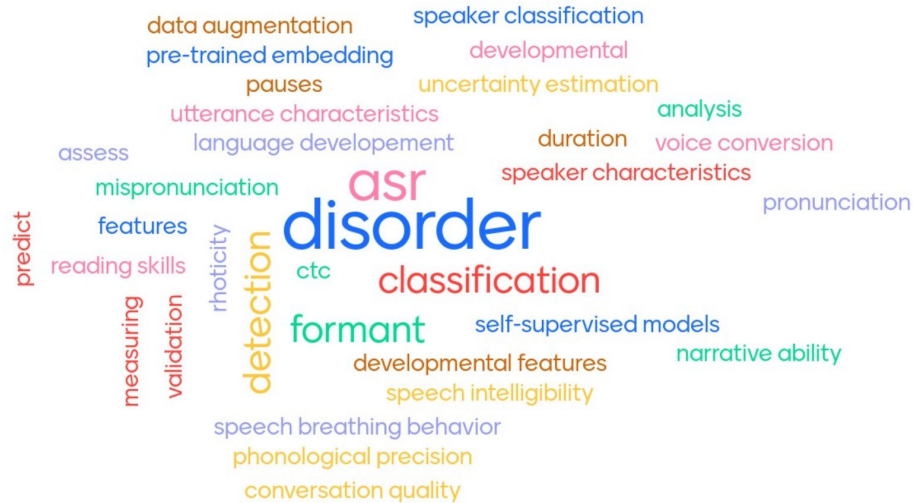 speaker classification
data augmentation
developmental
pre-trained embedding
pauses
uncertainty estimation
utterance characteristics
analysis
language developement
duration
voice conversion
assess
speaker characteristics
asr
mispronunciation
pronunciation
disorder
features
predict
rhoticity
detection
reading skills
ctc
classification
measuring
validation
formant
self-supervised models
narrative ability
developmental features
speech intelligibility
speech breathing behavior
phonological precision
conversation quality